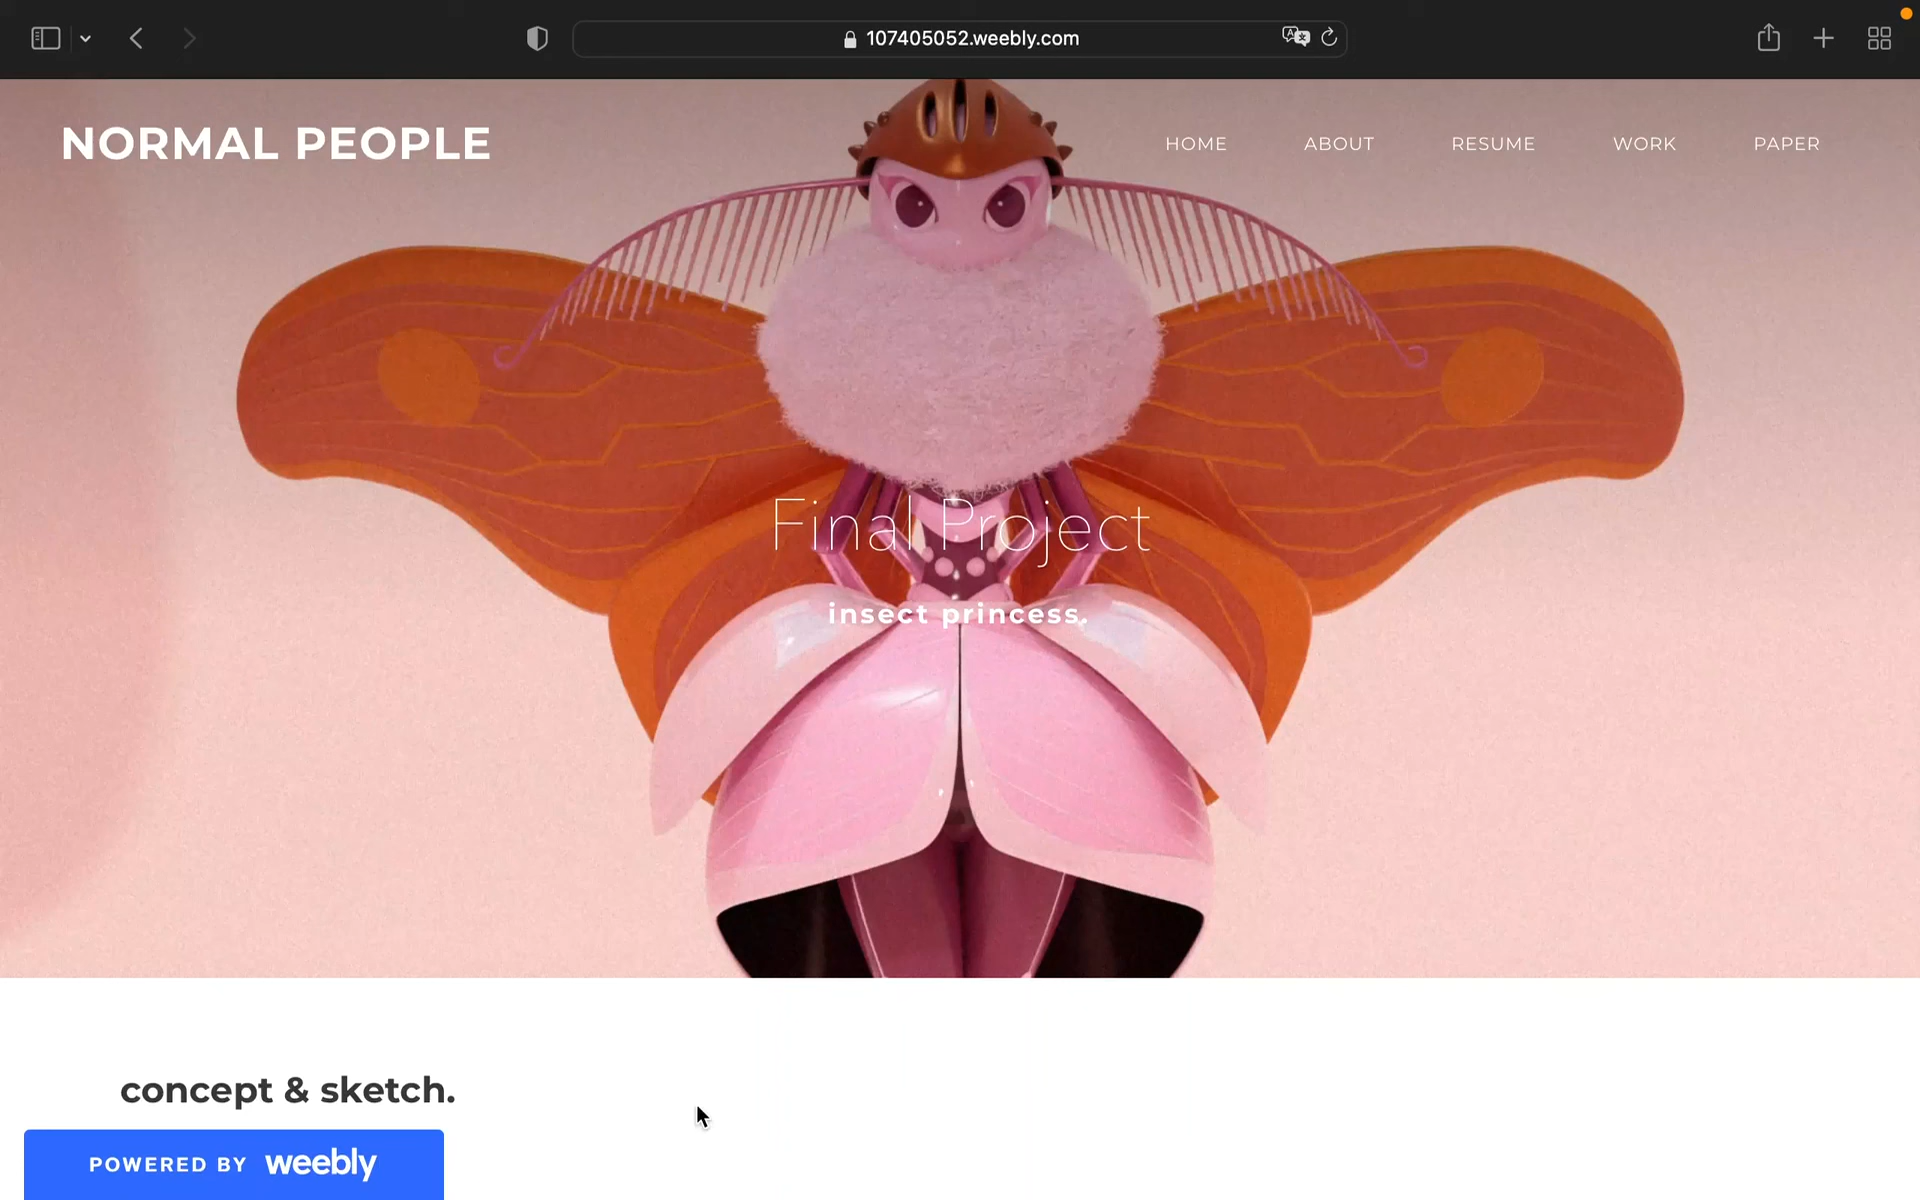 107405052.weebly.com
NORMAL PEOPLE
HOME ABOUT RESUME WORK PAPER
Final Project
insect princess.
concept & sketch.
POWERED BY weebly